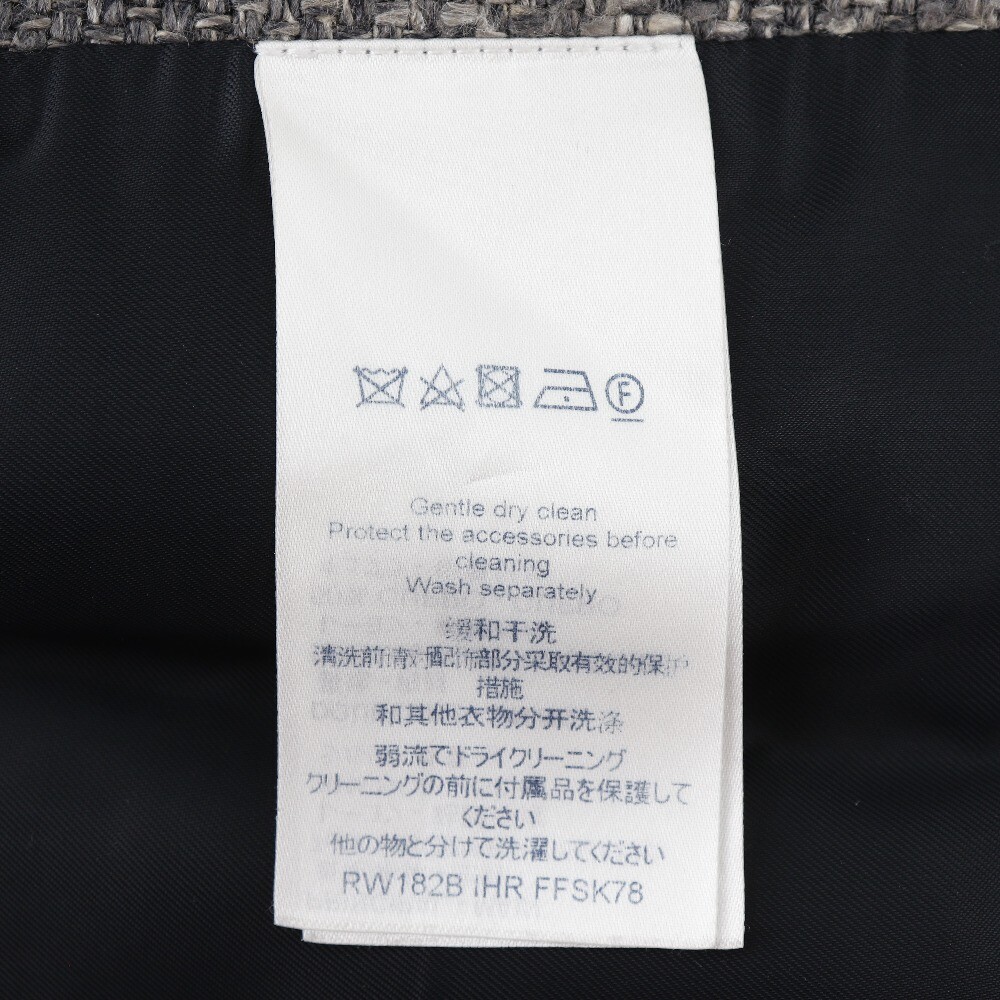 F
Gentle dry clean
Protect the accessories before
cleaning
Wash separately
缓和干洗
清洗前请对配饰部分采取有效的保护
措施
和其他衣物分开洗涤
弱流でドライクリーニング
クリーニングの前に付属品を保護して
ください
他の物と分けて洗濯してください
RW182B IHR FFSK78